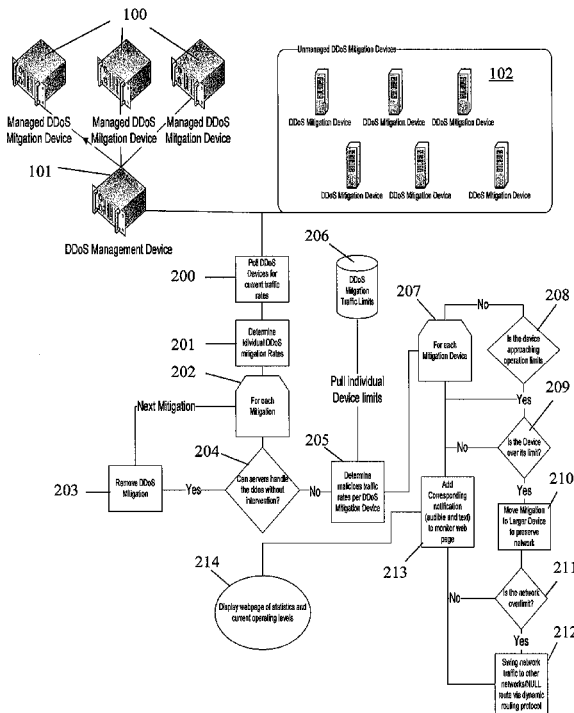 100
Unmanaged DDoS Mitigation Devices
102
Managed DDoS
Mitgation Device
Managed DDoS
Mitgation Device
Managed DDoS
Mitgation Device
DDoS Mitigation Device
DDoS Mitigation Device
DDoS Mitigation Device
101
DDoS Management Device
DDoS Mitigation Device
DDoS Mitigation Device
DDoS Mitigation Device
200
Poll DDoS
Devices for
current traffic
rates
206
DDoS
Mitigation
Traffic Limits
207
For each
Mitigation Device
No
208
Is the device
approaching
operation limits
201
Determine
Idividual DDoS
mitigation Rates
202
Next Mitigation
For each
Mitigation
Pull individual
Device limits
Yes
209
Is the Device
over its limit?
No
203
Remove DDoS
Mitigation
Yes
204
Can servers handle
the ddos without
intervention?
No
205
Determine
malicious traffic
rates per DDoS
Mitigation Device
Yes
210
Move Mitigation
to Larger Device
to preserve
network
213
Add
Corresponding
notification
(audible and text)
to monitor web
page
214
Display webpage of statistics and
current operating levels
211
Is the network
overlimit?
No
Yes
212
Swing network
traffic to other
networks/NULL
route via dynamic
routing protocol